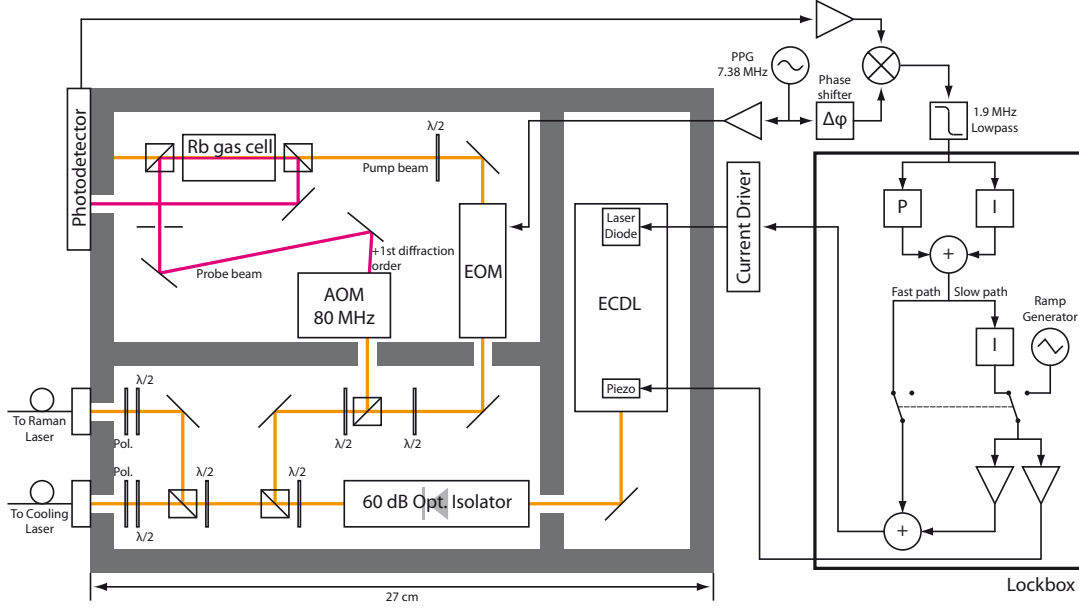 PPG
7.38 MHz
Phase
shifter
Δφ
1.9 MHz
Lowpass
Photodetector
Rb gas cell
λ/2
Pump beam
Probe beam
+1st diffraction
order
AOM
80 MHz
EOM
Laser
Diode
ECDL
Piezo
Current Driver
P
I
+
Fast path
Slow path
Ramp
Generator
I
+
Lockbox
λ/2
To Raman
Laser
Pol.
λ/2
λ/2
Pol.
λ/2
λ/2
λ/2
To Cooling
Laser
60 dB Opt. Isolator
27 cm